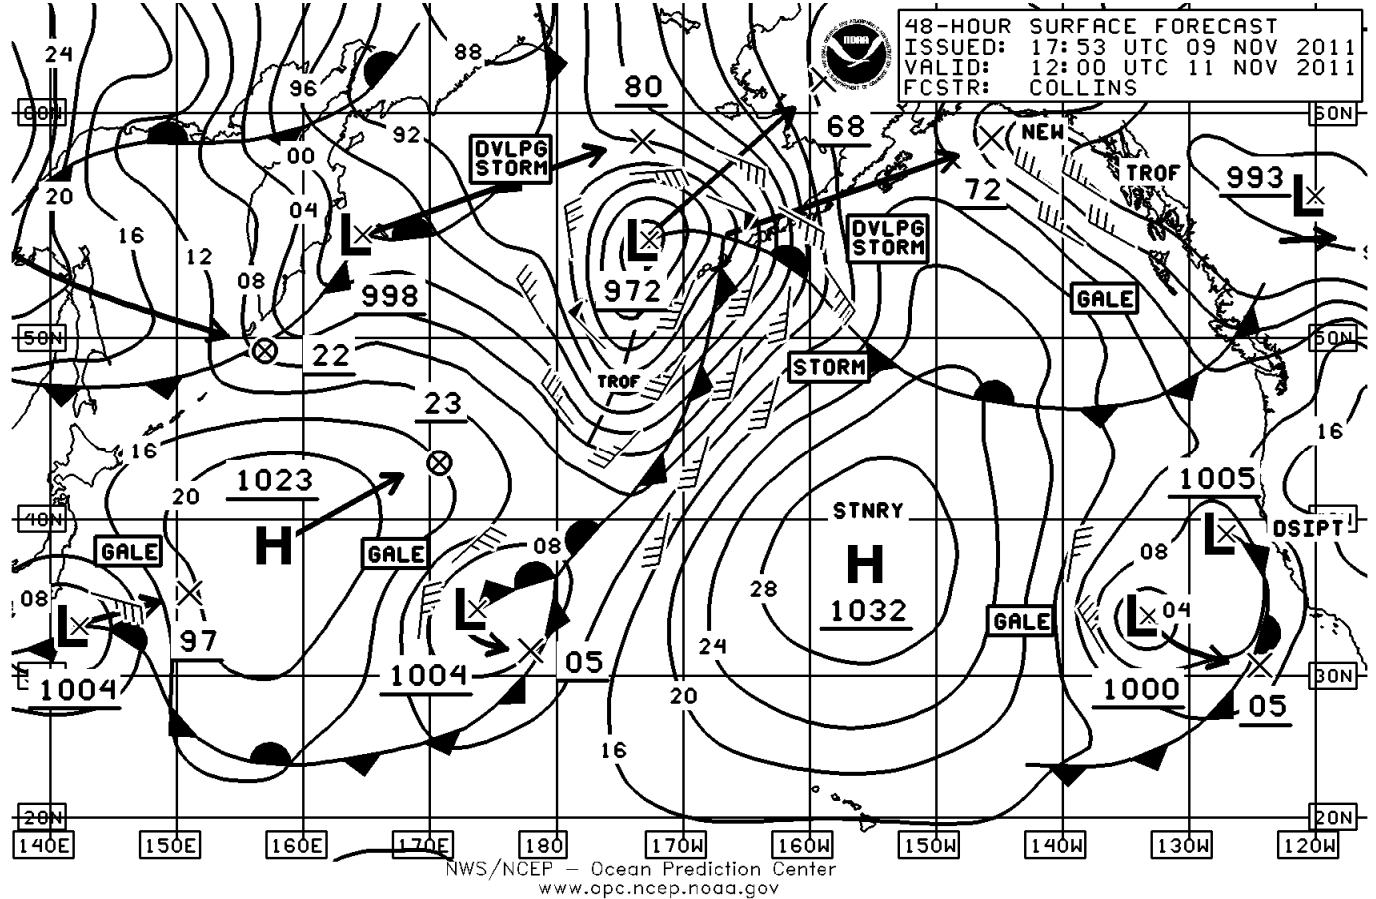 48-HOUR SURFACE FORECAST
ISSUED: 17:53 UTC 09 NOV 2011
VALID: 12:00 UTC 11 NOV 2011
FCSTR: COLLINS
NOAA
24
88
96
80
60N
60N
68
92
NEW
DVLPG
STORM
00
TROF
993
L
72
20
04
16
L
L
12
DVLPG
STORM
08
998
972
GALE
50N
50N
22
STORM
TROF
23
16
16
1005
1023
20
STNRY
40N
L
DSIPT
H
GALE
GALE
08
08
H
28
08
L
L
L
04
1032
GALE
97
24
1004
05
1004
30N
1000
20
05
16
20N
20N
140E
150E
160E
170E
180
170W
160W
150W
140W
130W
120W
NWS/NCEP – Ocean Prediction Center
www.opc.ncep.noaa.gov